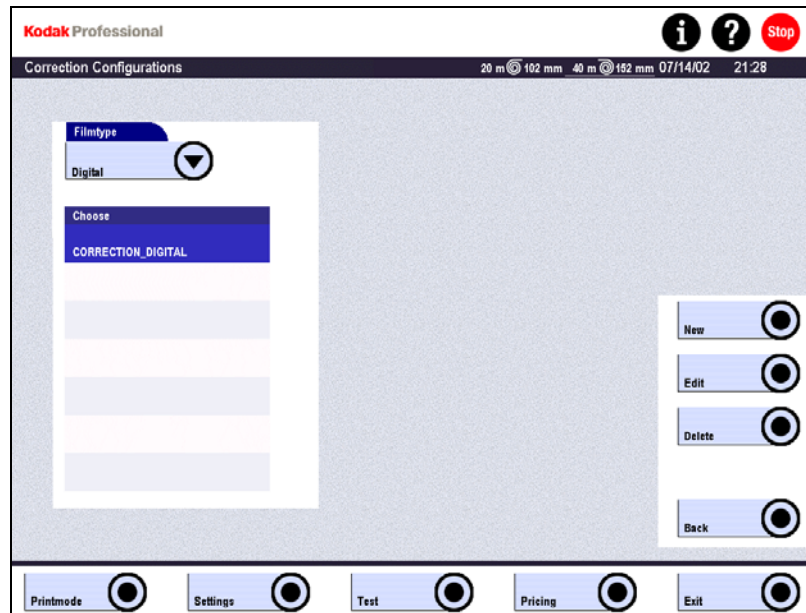 Kodak Professional
i ? Stop
Correction Configurations 20 m 102 mm 40 m 152 mm 07/14/02 21:28
Filmtype
Digital
Choose
CORRECTION_DIGITAL
New
Edit
Delete
Back
Printmode Settings Test Pricing Exit